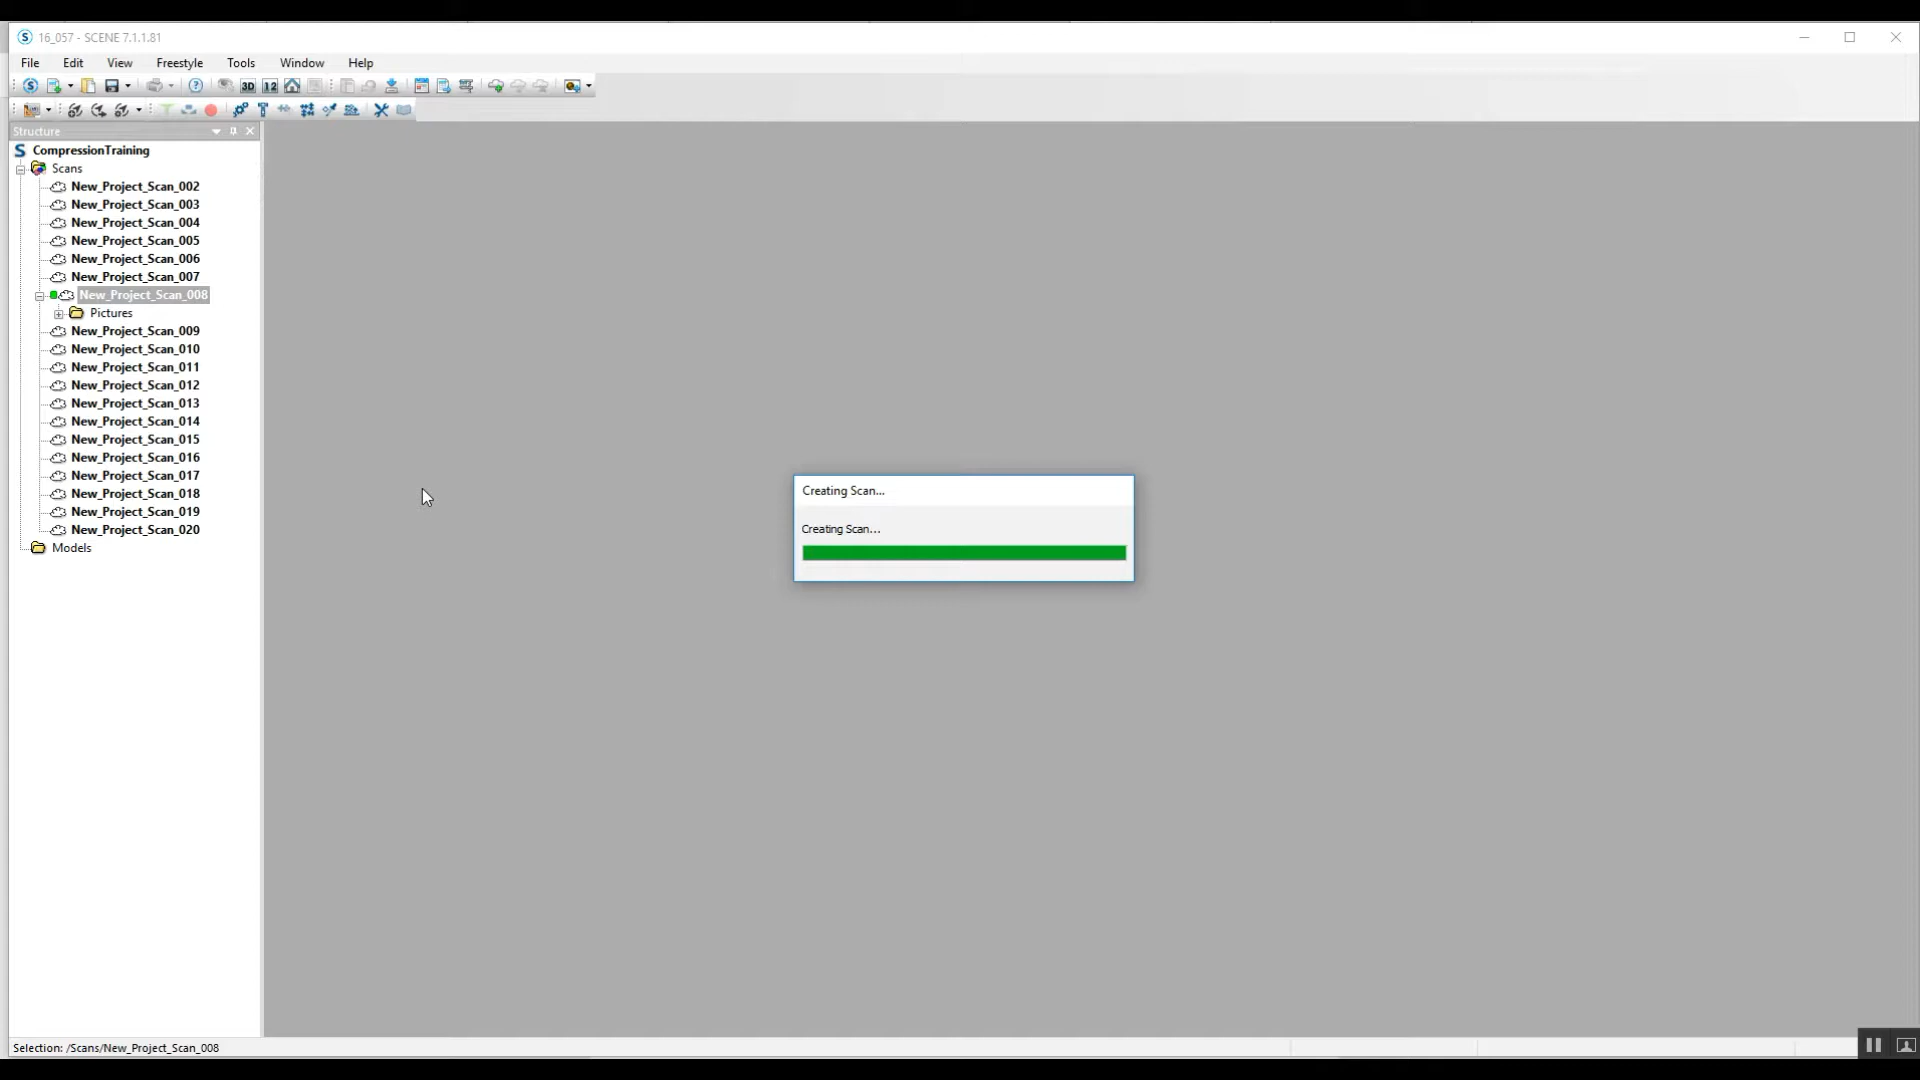 16_057 - SCENE 7.1.1.81
File Edit View Freestyle Tools Window Help
3D 12
Structure
CompressionTraining
Scans
New_Project_Scan_002
New_Project_Scan_003
New_Project_Scan_004
New_Project_Scan_005
New_Project_Scan_006
New_Project_Scan_007
New_Project_Scan_008
Pictures
New_Project_Scan_009
New_Project_Scan_010
New_Project_Scan_011
New_Project_Scan_012
New_Project_Scan_013
New_Project_Scan_014
New_Project_Scan_015
New_Project_Scan_016
New_Project_Scan_017
New_Project_Scan_018
New_Project_Scan_019
New_Project_Scan_020
Models
Creating Scan...
Creating Scan...
Selection: /Scans/New_Project_Scan_008